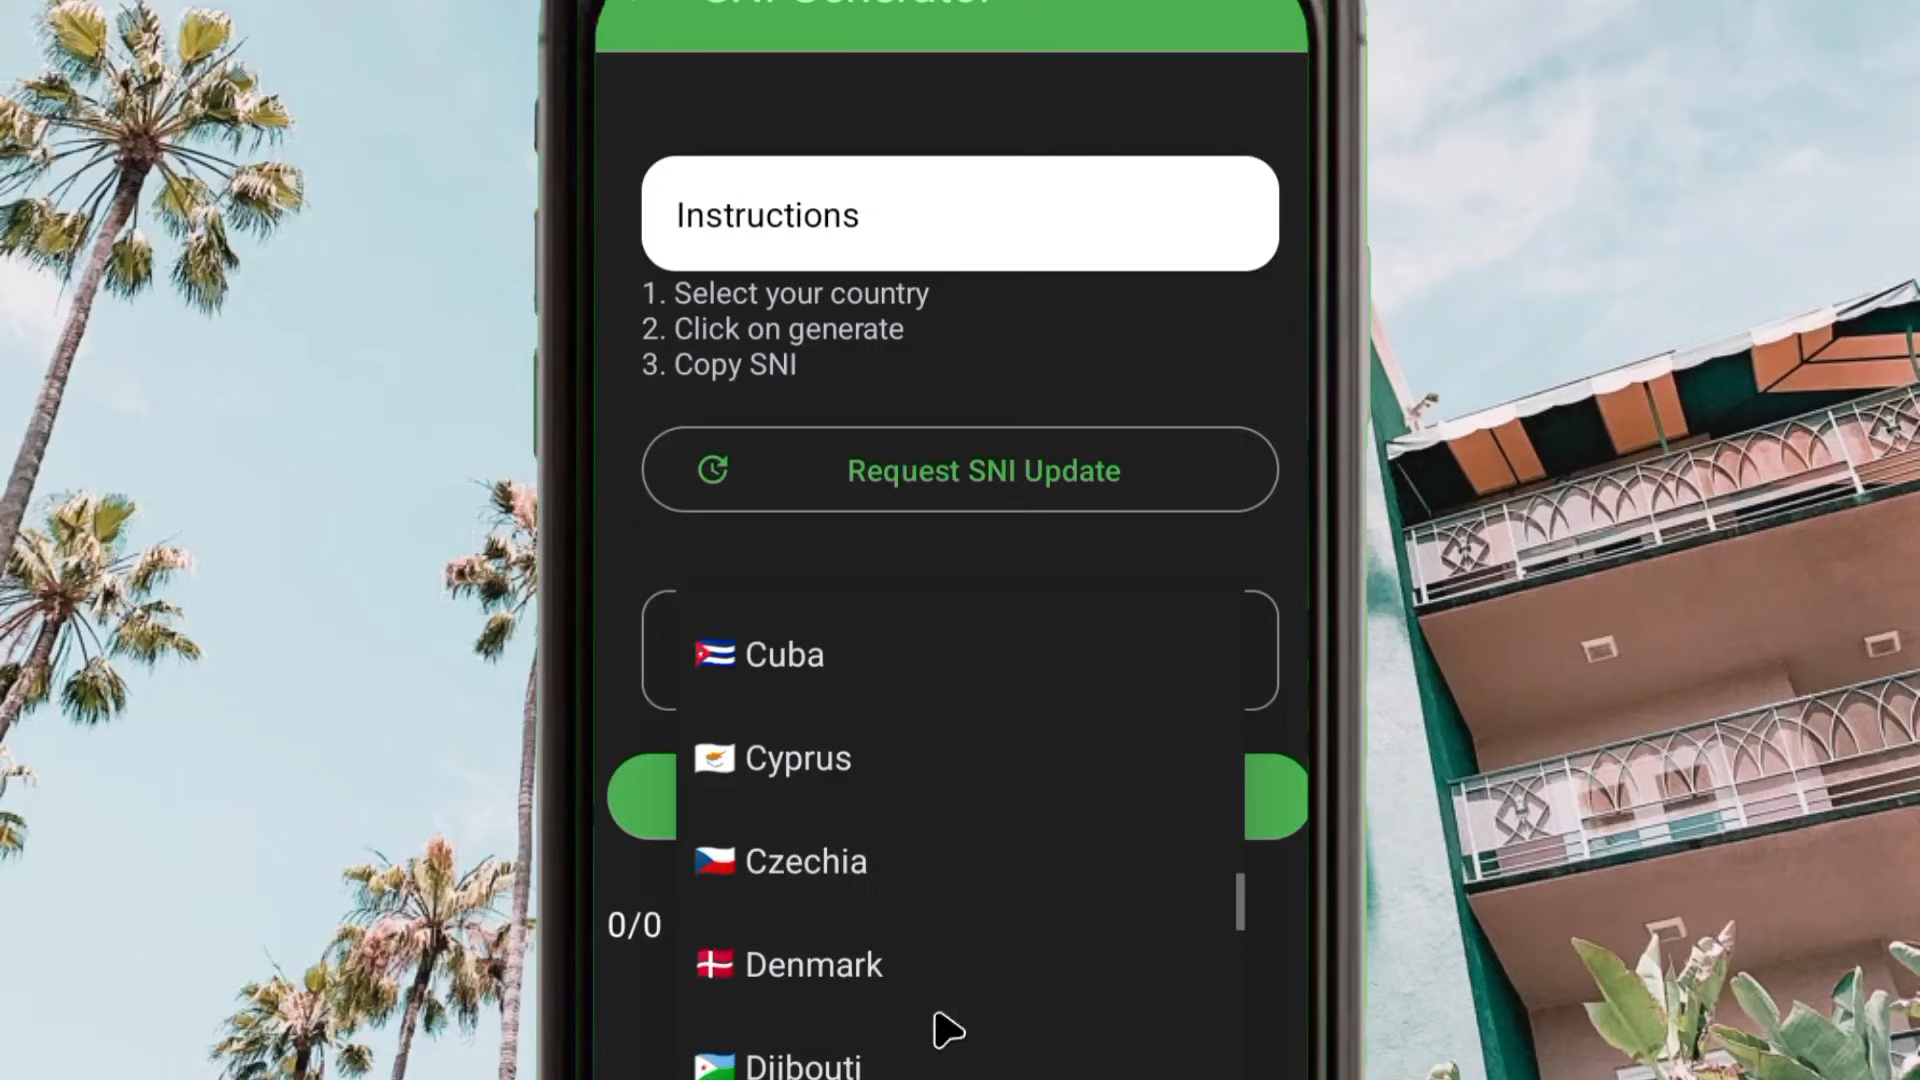 SNI Generator
Instructions
1. Select your country
2. Click on generate
3. Copy SNI
Request SNI Update
Cuba
Cyprus
Czechia
0/0
Denmark
Djibouti